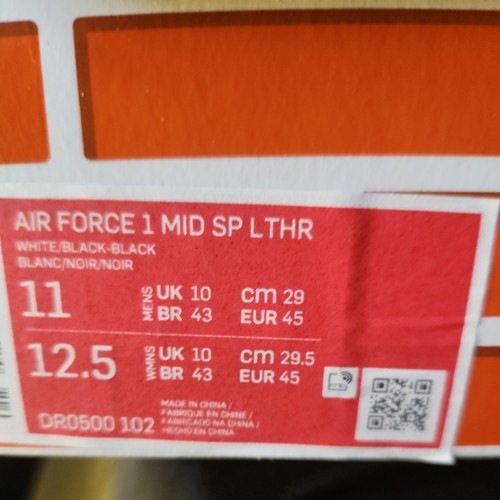 AIR FORCE 1 MID SP LTHR
WHITE/BLACK-BLACK
BLANC/NOIR/NOIR
11 MENS UK 10 cm 29
BR 43 EUR 45
12.5 WMNS UK 10 cm 29.5
BR 43 EUR 45
DR0500 102
MADE IN CHINA /
FABRIQUE EN CHINE /
FABRICADO NA CHINA /
HECHO EN CHINA